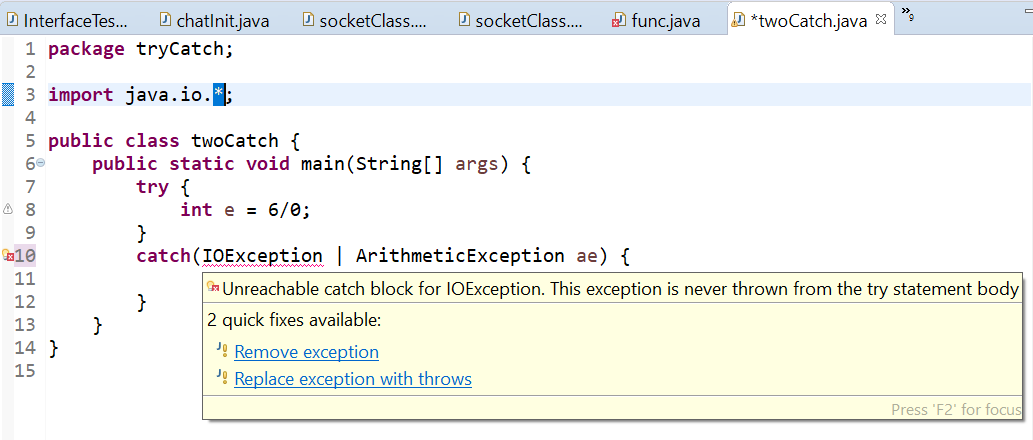 InterfaceTes... chatInit.java socketClass.... socketClass.... func.java *twoCatch.java »9
1 package tryCatch;
2
3 import java.io.*;
4
5 public class twoCatch {
6 public static void main(String[] args) {
7 try {
8 int e = 6/0;
9 }
10 catch(IOException | ArithmeticException ae) {
11
12 }
13 }
14 }
15
Unreachable catch block for IOException. This exception is never thrown from the try statement body
2 quick fixes available:
Remove exception
Replace exception with throws
Press 'F2' for focus